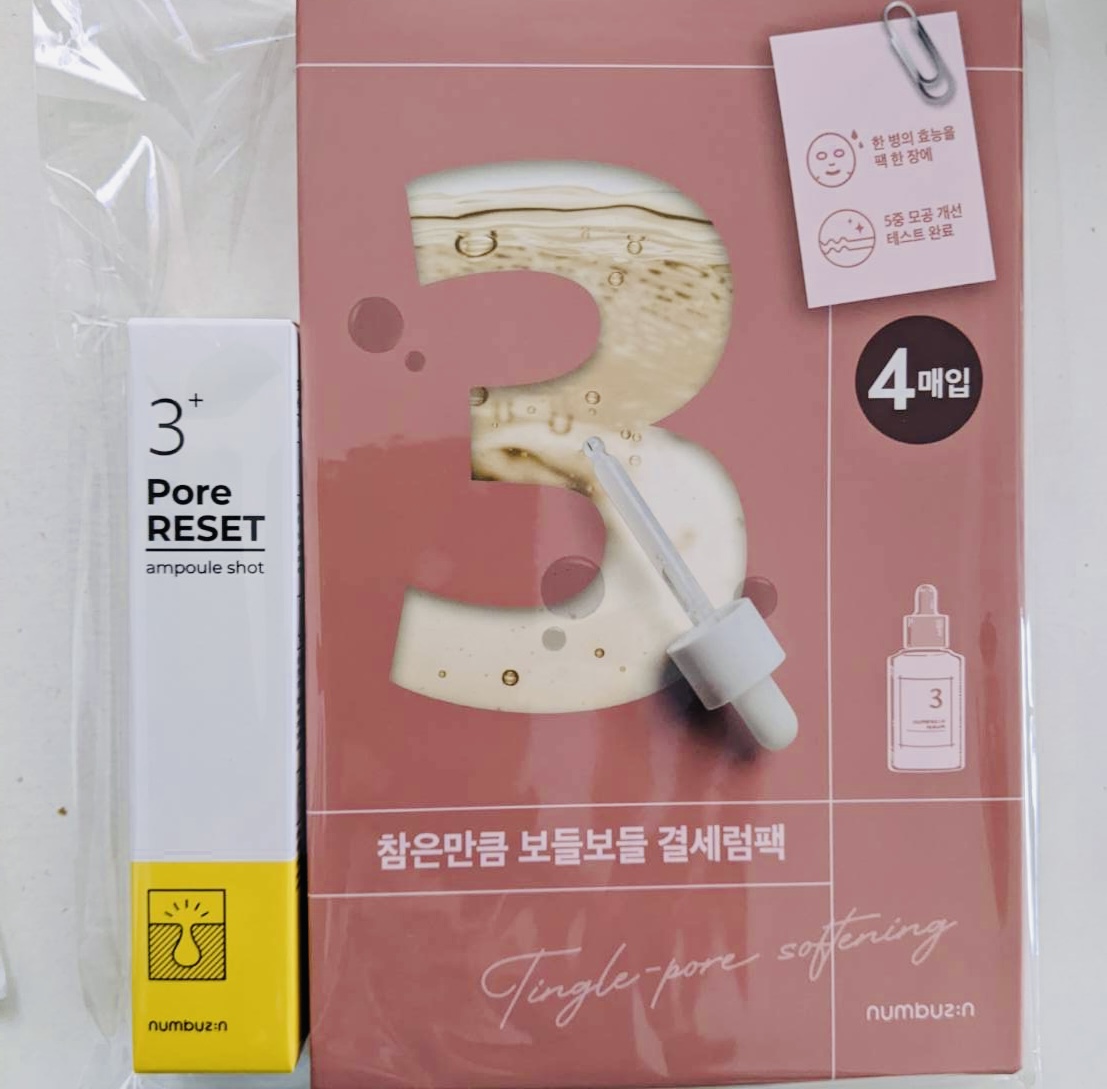 3+
Pore
RESET
ampoule shot
numbuz:n
3
한 병의 효능을
팩 한 장에
5중 모공 개선
테스트 완료
4매입
3
참은만큼 보들보들 결세럼팩
Tingle-pore softening
numbuz:n